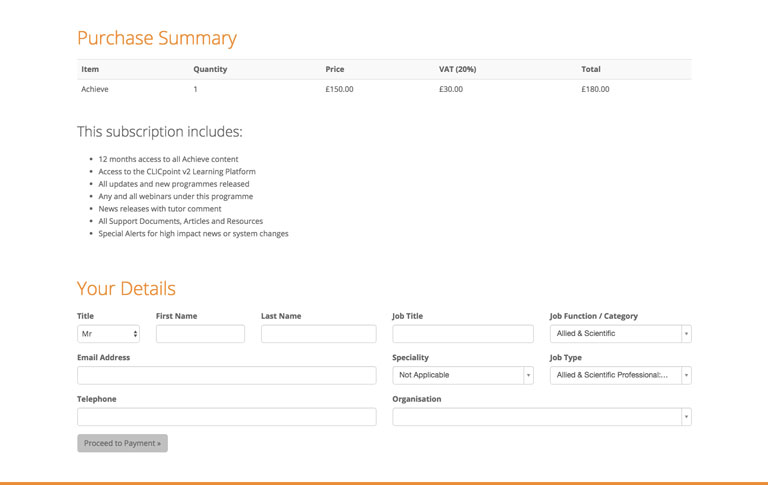 Purchase Summary
Item Quantity Price VAT (20%) Total
Achieve 1 £150.00 £30.00 £180.00
This subscription includes:
12 months access to all Achieve content
Access to the CLICpoint v2 Learning Platform
All updates and new programmes released
Any and all webinars under this programme
News releases with tutor comment
All Support Documents, Articles and Resources
Special Alerts for high impact news or system changes
Your Details
Title First Name Last Name Job Title Job Function / Category
Mr Allied & Scientific
Email Address Speciality Job Type
Not Applicable Allied & Scientific Professional:...
Telephone Organisation
Proceed to Payment »